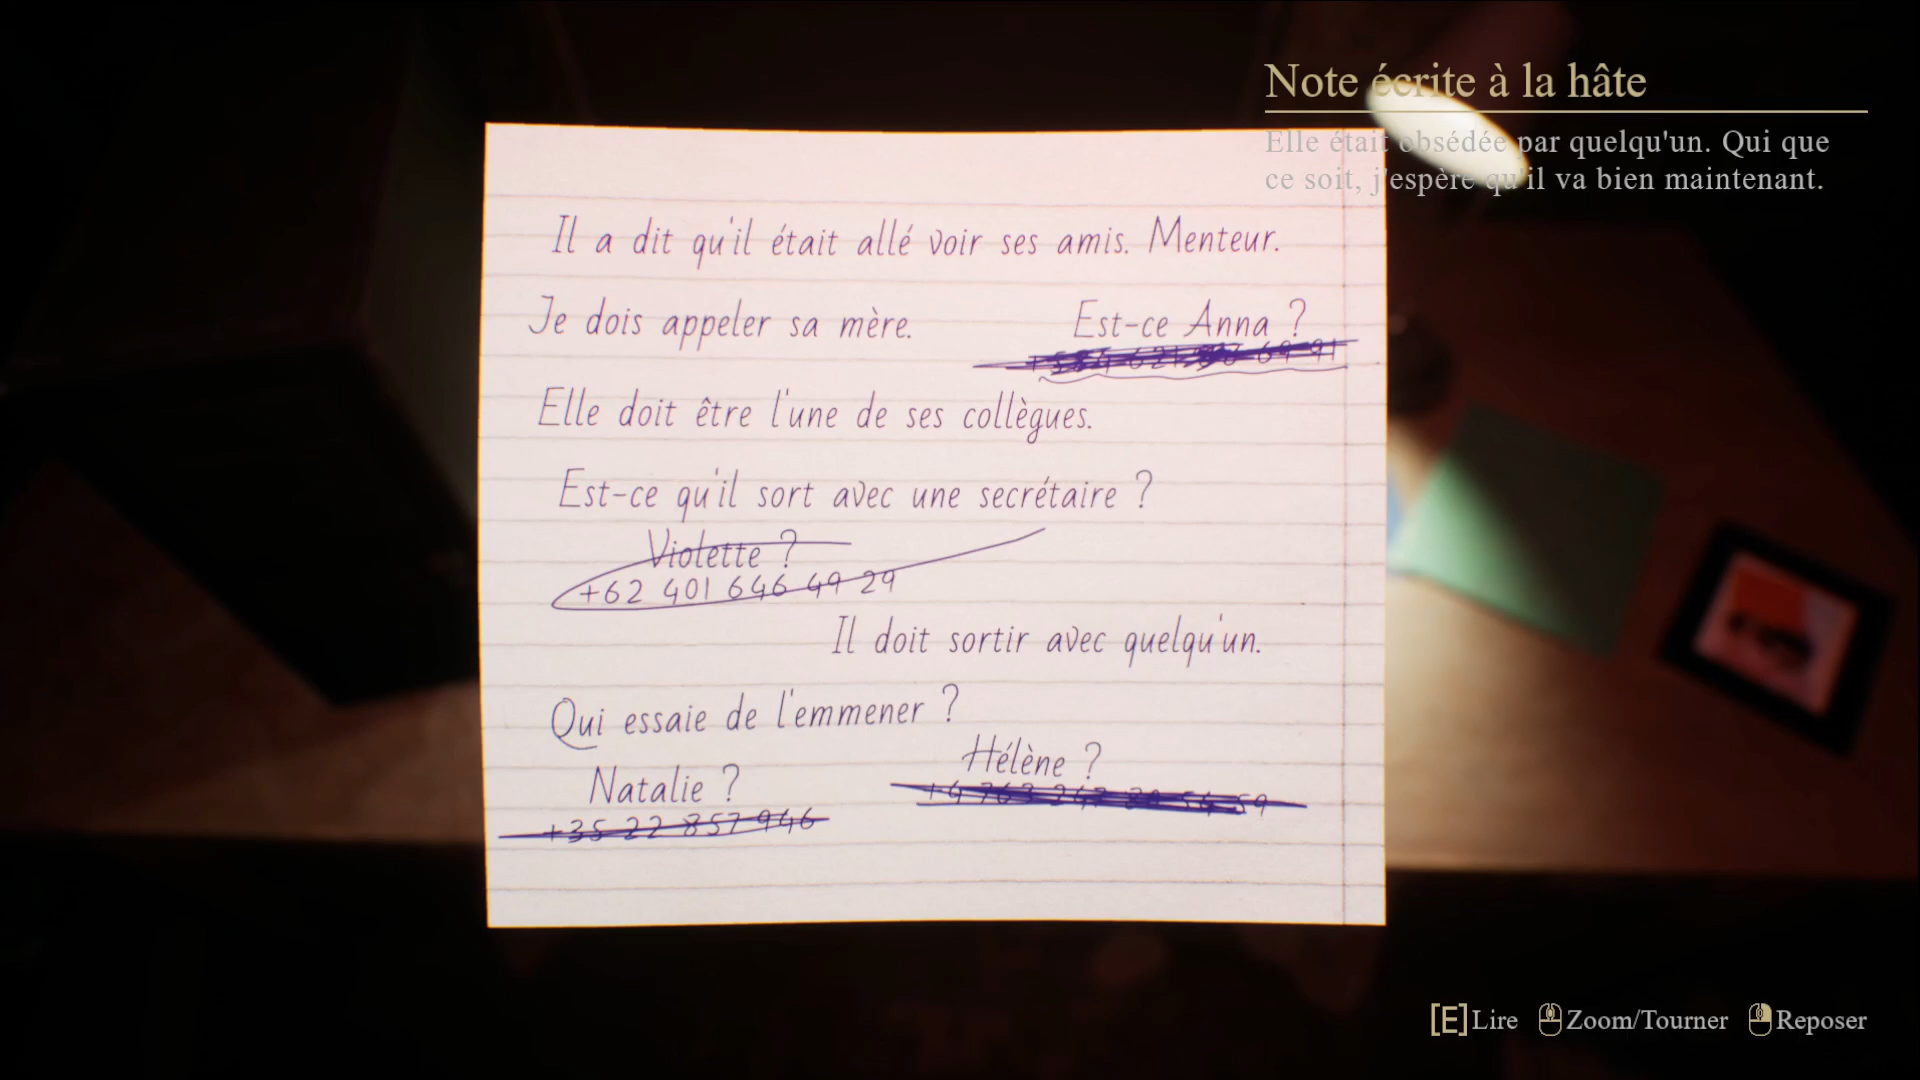 Note écrite à la hâte
Elle était obsédée par quelqu'un. Qui que
ce soit, j'espère qu'il va bien maintenant.
Il a dit qu'il était allé voir ses amis. Menteur.
Je dois appeler sa mère.
Est-ce Anna ?
Elle doit être l'une de ses collègues.
Est-ce qu'il sort avec une secrétaire ?
Violette ?
+62 401 646 49 29
Il doit sortir avec quelqu'un.
Qui essaie de l'emmener ?
Hélène ?
Natalie ?
+35 22 857 946
[E] Lire Zoom/Tourner Reposer